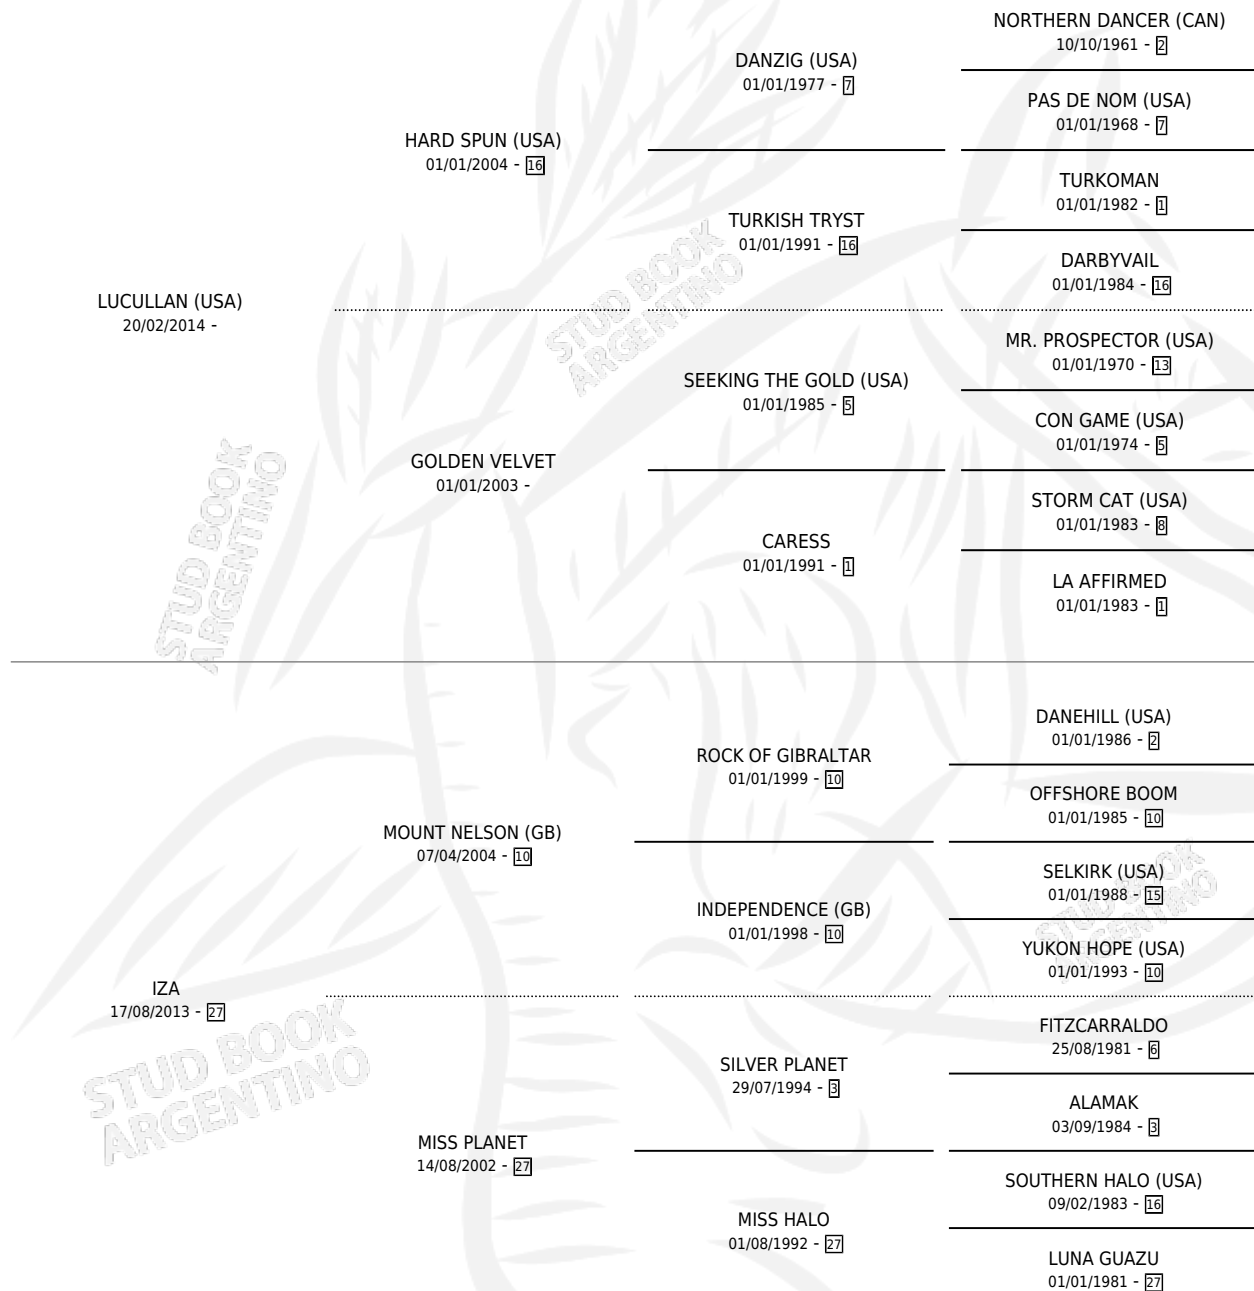 NORTHERN DANCER (CAN)
10/10/1961 - 2
DANZIG (USA)
01/01/1977 - 7
PAS DE NOM (USA)
01/01/1968 - 7
HARD SPUN (USA)
01/01/2004 - 16
TURKOMAN
01/01/1982 - 1
TURKISH TRYST
01/01/1991 - 16
DARBYVAIL
01/01/1984 - 16
LUCULLAN (USA)
20/02/2014 -
MR. PROSPECTOR (USA)
01/01/1970 - 13
SEEKING THE GOLD (USA)
01/01/1985 - 5
CON GAME (USA)
01/01/1974 - 5
GOLDEN VELVET
01/01/2003 -
STORM CAT (USA)
01/01/1983 - 8
CARESS
01/01/1991 - 1
LA AFFIRMED
01/01/1983 - 1
DANEHILL (USA)
01/01/1986 - 2
ROCK OF GIBRALTAR
01/01/1999 - 10
OFFSHORE BOOM
01/01/1985 - 10
MOUNT NELSON (GB)
07/04/2004 - 10
SELKIRK (USA)
01/01/1988 - 15
INDEPENDENCE (GB)
01/01/1998 - 10
YUKON HOPE (USA)
01/01/1993 - 10
IZA
17/08/2013 - 27
FITZCARRALDO
25/08/1981 - 6
SILVER PLANET
29/07/1994 - 3
ALAMAK
03/09/1984 - 3
MISS PLANET
14/08/2002 - 27
SOUTHERN HALO (USA)
09/02/1983 - 16
MISS HALO
01/08/1992 - 27
LUNA GUAZU
01/01/1981 - 27
STUD BOOK
ARGENTINO
STUD BOOK
ARGENTINO
STUD BOOK
ARGENTINO
STUD BOOK
ARGENTINO